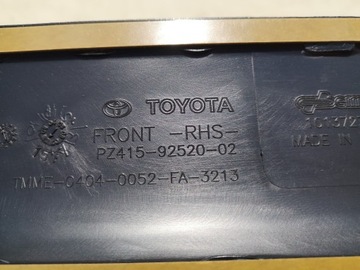 TOYOTA
FRONT -RHS-
PZ415-92520-02
TMME-0404-0052-FA-3213
MADE IN